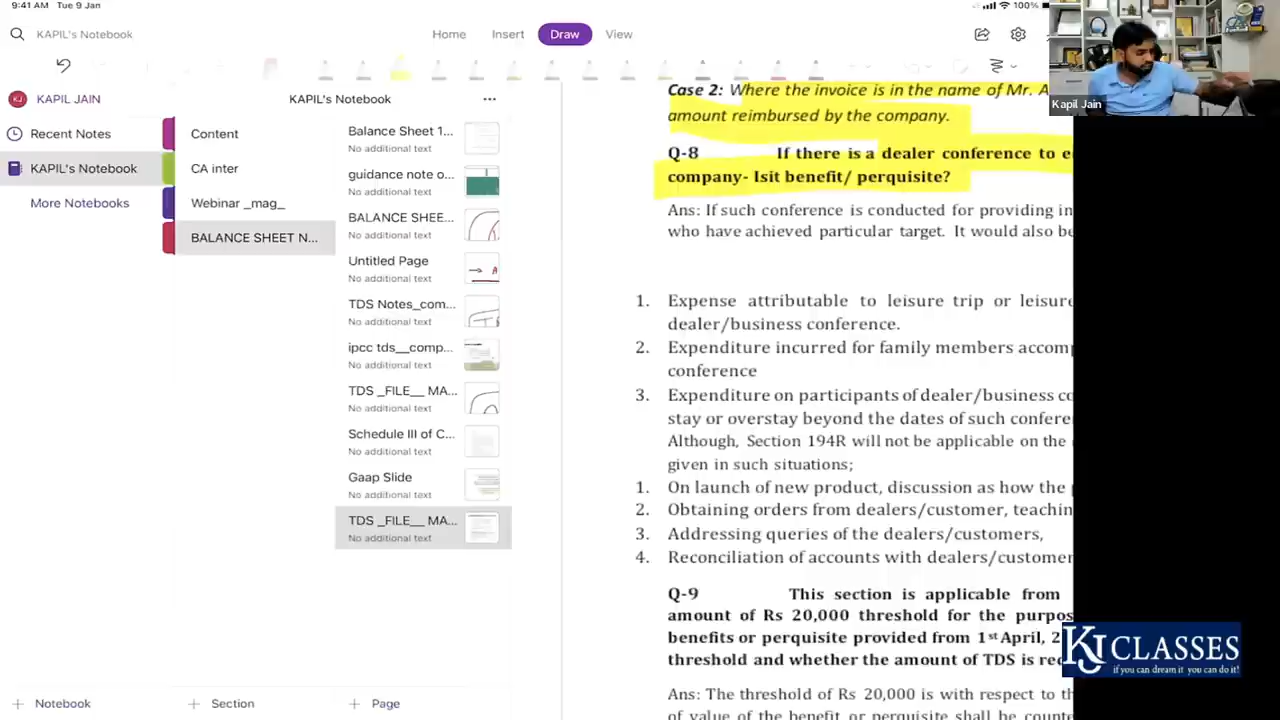 9:41 AM Tue 9 Jan
100%
KAPIL's Notebook
Home Insert Draw View
KJ KAPIL JAIN
Recent Notes
KAPIL's Notebook
More Notebooks
Content
CA inter
Webinar _mag_
BALANCE SHEET N...
KAPIL's Notebook
Balance Sheet 1...
No additional text
guidance note o...
No additional text
BALANCE SHEE...
No additional text
Untitled Page
No additional text
TDS Notes_com...
No additional text
ipcc tds__comp...
No additional text
TDS _FILE__ MA...
No additional text
Schedule III of C...
No additional text
Gaap Slide
No additional text
TDS _FILE__ MA...
No additional text
+ Notebook
+ Section
+ Page
Case 2: Where the invoice is in the name of Mr. A
amount reimbursed by the company.
Q-8 If there is a dealer conference to e
company- Isit benefit/ perquisite?
Ans: If such conference is conducted for providing in
who have achieved particular target. It would also be
1. Expense attributable to leisure trip or leisure
dealer/business conference.
2. Expenditure incurred for family members accomp
conference
3. Expenditure on participants of dealer/business co
stay or overstay beyond the dates of such confere
Although, Section 194R will not be applicable on the
given in such situations;
1. On launch of new product, discussion as how the p
2. Obtaining orders from dealers/customer, teachin
3. Addressing queries of the dealers/customers,
4. Reconciliation of accounts with dealers/customer
Q-9 This section is applicable from
amount of Rs 20,000 threshold for the purpos
benefits or perquisite provided from 1st April, 2
threshold and whether the amount of TDS is rec
Ans: The threshold of Rs 20,000 is with respect to th
of value of the benefit or perquisite shall be counte
Kapil Jain
KJ CLASSES
if you can dream it you can do it!